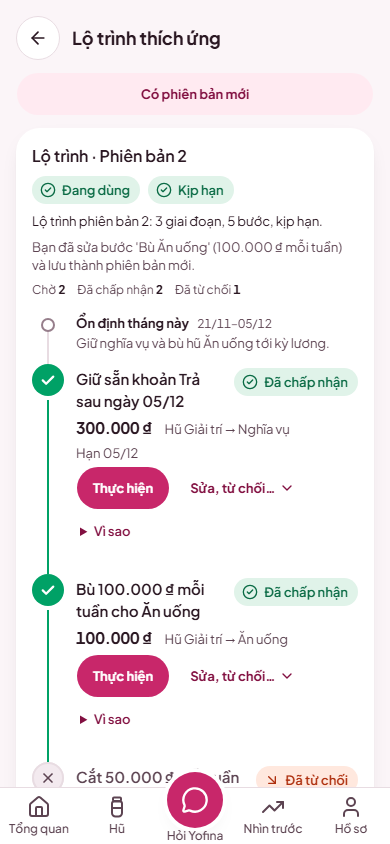 Lộ trình thích ứng
Có phiên bản mới
Lộ trình · Phiên bản 2
Đang dùng Kịp hạn
Lộ trình phiên bản 2: 3 giai đoạn, 5 bước, kịp hạn.
Bạn đã sửa bước 'Bù Ăn uống' (100.000 ₫ mỗi tuần)
và lưu thành phiên bản mới.
Chờ 2 Đã chấp nhận 2 Đã từ chối 1
Ổn định tháng này 21/11–05/12
Giữ nghĩa vụ và bù hũ Ăn uống tới kỳ lương.
Giữ sẵn khoản Trả
sau ngày 05/12
Đã chấp nhận
300.000 ₫ Hũ Giải trí → Nghĩa vụ
Hạn 05/12
Thực hiện Sửa, từ chối...
Vì sao
Bù 100.000 ₫ mỗi
tuần cho Ăn uống
Đã chấp nhận
100.000 ₫ Hũ Giải trí → Ăn uống
Thực hiện Sửa, từ chối...
Vì sao
Cắt 50.000 ₫ Đã từ chối
Tổng quan Hũ Hỏi Yofina Nhìn trước Hồ sơ